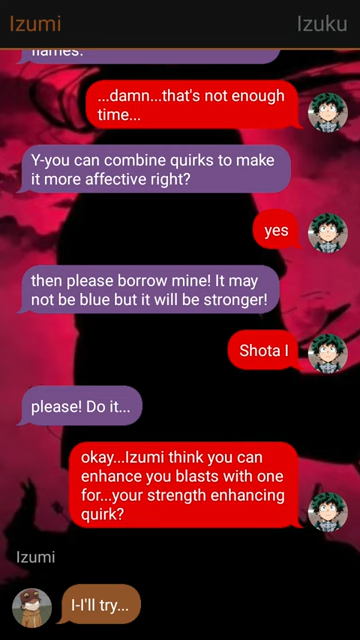 Izumi
Izuku
flames.
...damn...that's not enough
time...
Y-you can combine quirks to make
it more affective right?
yes
then please borrow mine! It may
not be blue but it will be stronger!
Shota I
please! Do it...
okay...Izumi think you can
enhance you blasts with one
for...your strength enhancing
quirk?
Izumi
I-I'll try...